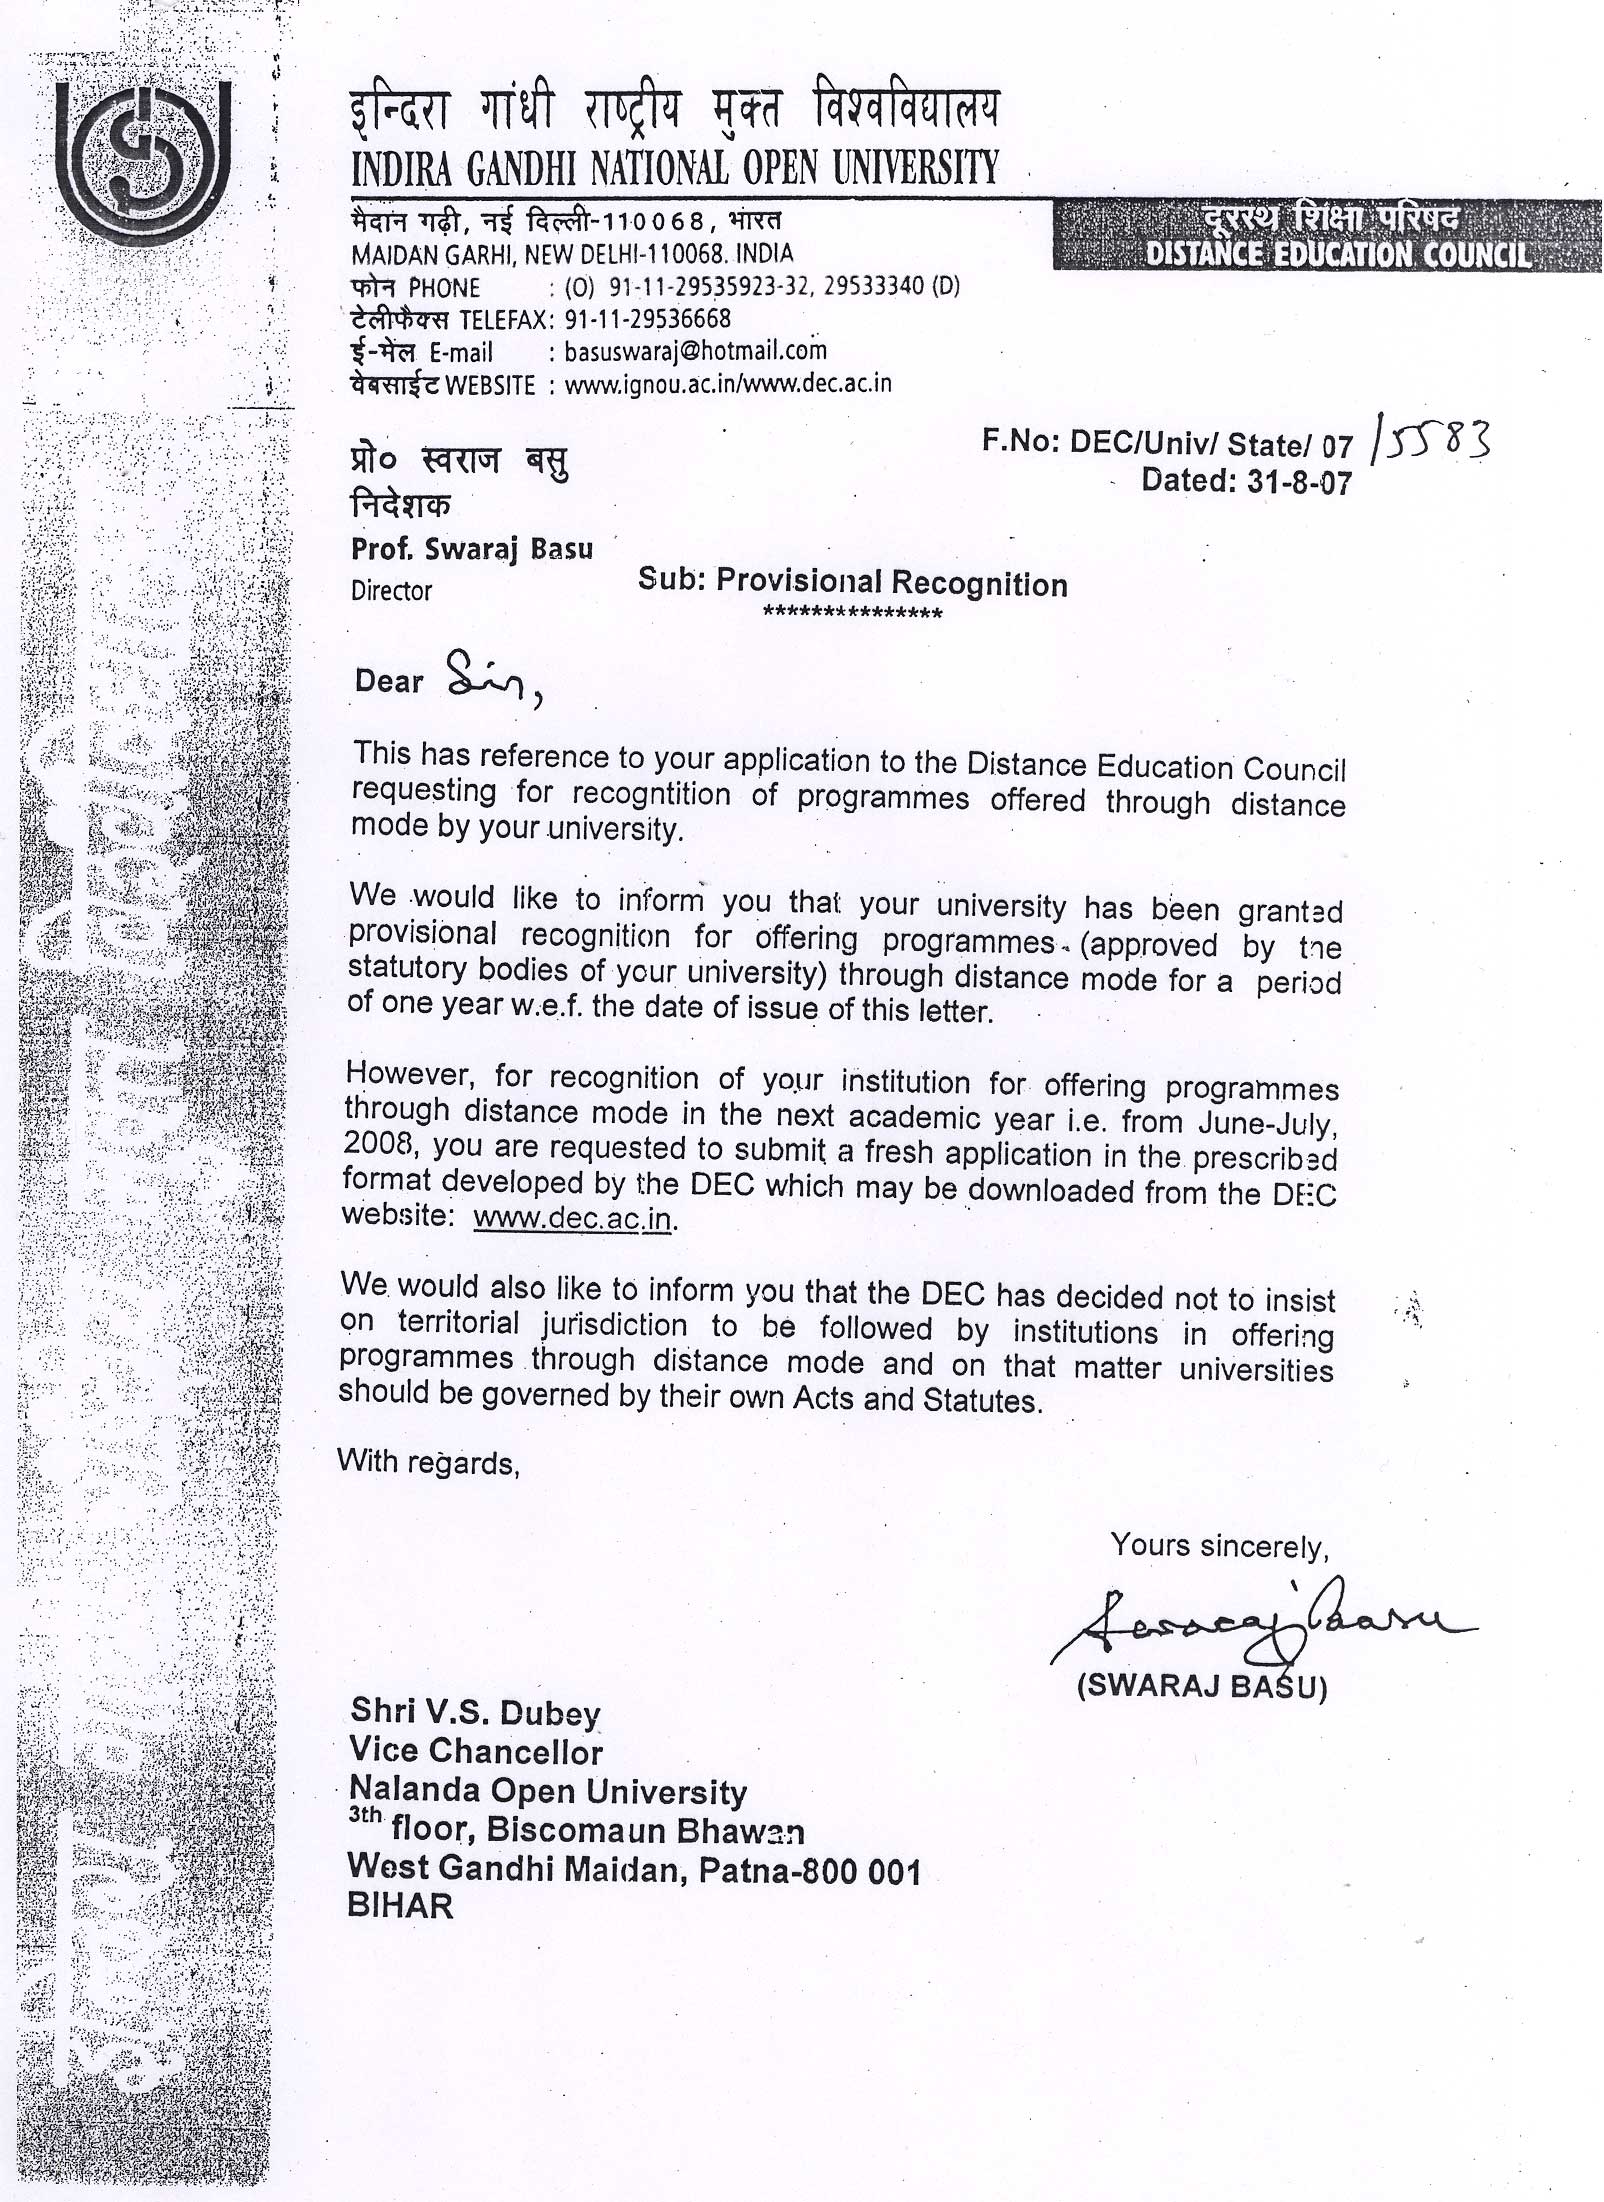 इन्दिरा गांधी राष्ट्रीय मुक्त विश्वविद्यालय
INDIRA GANDHI NATIONAL OPEN UNIVERSITY
मैदान गढ़ी, नई दिल्ली-110068, भारत
MAIDAN GARHI, NEW DELHI-110068. INDIA
दूरस्थ शिक्षा परिषद
DISTANCE EDUCATION COUNCIL
फोन PHONE : (O) 91-11-29535923-32, 29533340 (D)
टेलीफैक्स TELEFAX: 91-11-29536668
ई-मेल E-mail : basuswaraj@hotmail.com
वेबसाईट WEBSITE : www.ignou.ac.in/www.dec.ac.in
F.No: DEC/Univ/ State/ 07 /5583
Dated: 31-8-07
प्रो० स्वराज बसु
निदेशक
Prof. Swaraj Basu
Director
Sub: Provisional Recognition
***************
Dear Sir,
This has reference to your application to the Distance Education Council
requesting for recogntition of programmes offered through distance
mode by your university.
We would like to inform you that your university has been granted
provisional recognition for offering programmes (approved by the
statutory bodies of your university) through distance mode for a period
of one year w.e.f. the date of issue of this letter.
However, for recognition of your institution for offering programmes
through distance mode in the next academic year i.e. from June-July,
2008, you are requested to submit a fresh application in the prescribed
format developed by the DEC which may be downloaded from the DEC
website: www.dec.ac.in.
We would also like to inform you that the DEC has decided not to insist
on territorial jurisdiction to be followed by institutions in offering
programmes through distance mode and on that matter universities
should be governed by their own Acts and Statutes.
With regards,
Yours sincerely,
Swaraj Basu
(SWARAJ BASU)
Shri V.S. Dubey
Vice Chancellor
Nalanda Open University
3th floor, Biscomaun Bhawan
West Gandhi Maidan, Patna-800 001
BIHAR